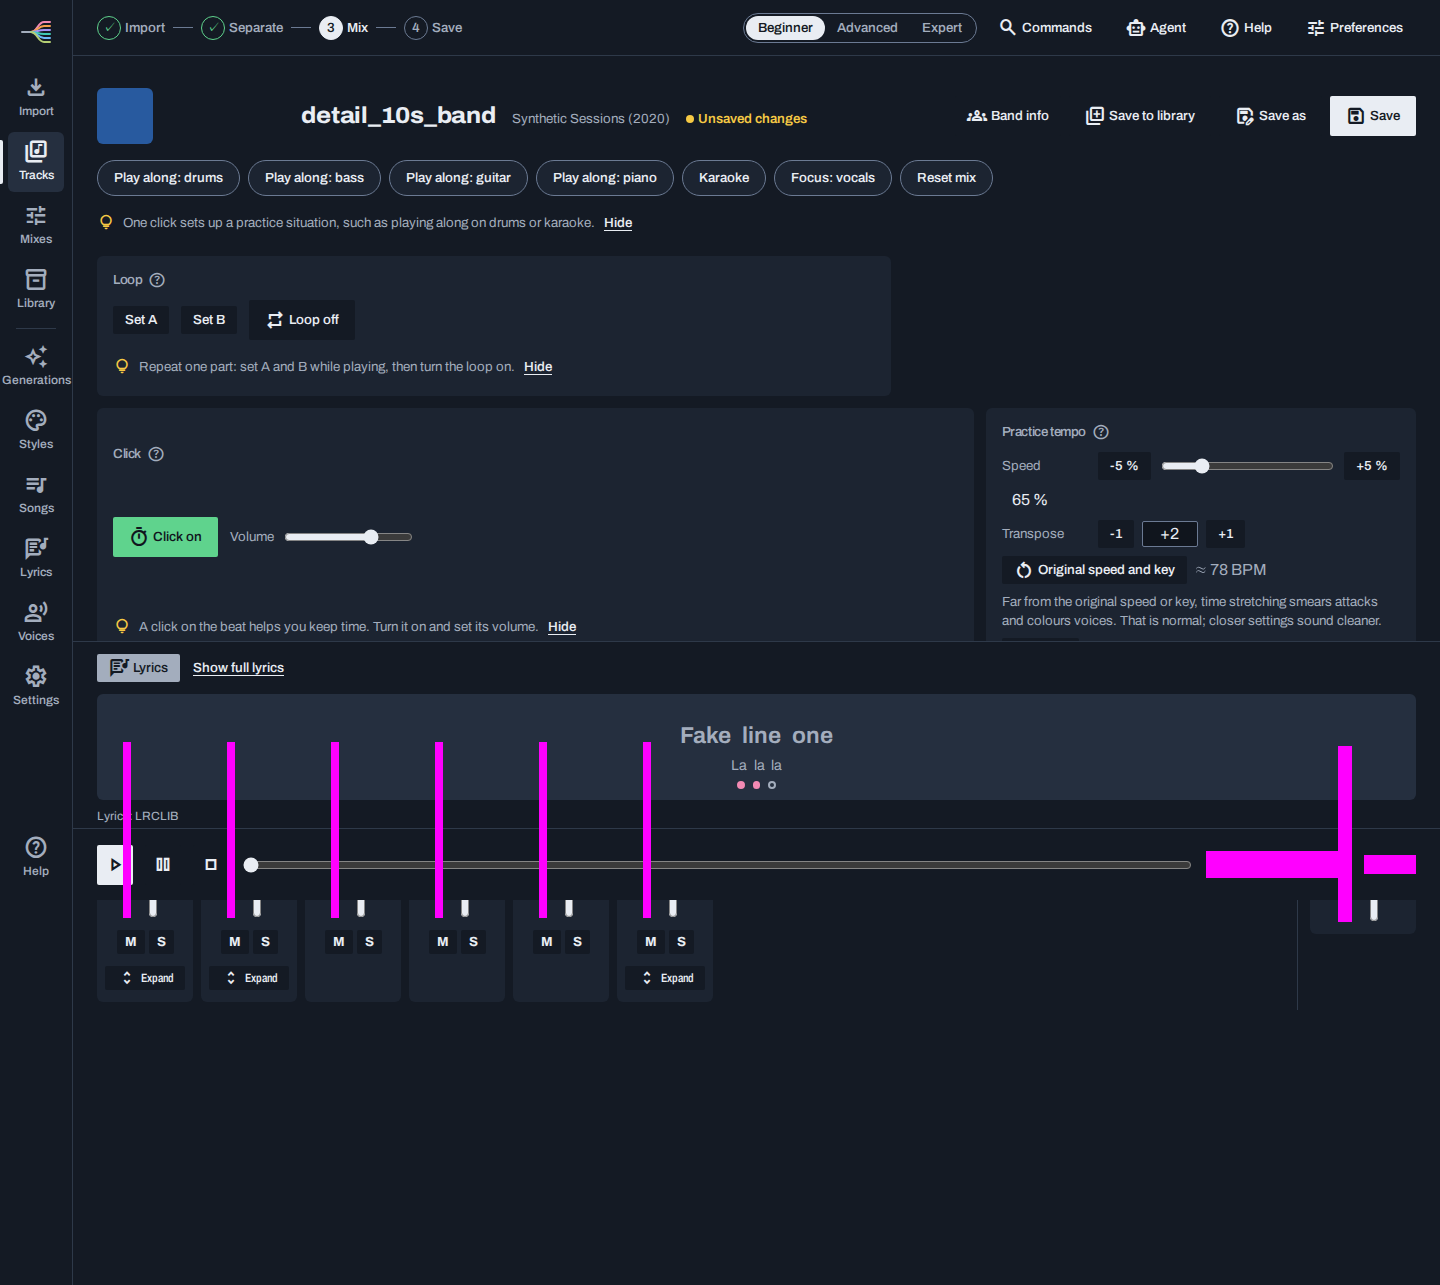 Import
Separate
3 Mix
4 Save
Beginner
Advanced
Expert
Commands
Agent
Help
Preferences
Import
Tracks
Mixes
Library
Generations
Styles
Songs
Lyrics
Voices
Settings
Help
detail_10s_band
Synthetic Sessions (2020)
Unsaved changes
Band info
Save to library
Save as
Save
Play along: drums
Play along: bass
Play along: guitar
Play along: piano
Karaoke
Focus: vocals
Reset mix
One click sets up a practice situation, such as playing along on drums or karaoke. Hide
Loop
Set A
Set B
Loop off
Repeat one part: set A and B while playing, then turn the loop on. Hide
Click
Click on
Volume
A click on the beat helps you keep time. Turn it on and set its volume. Hide
Practice tempo
Speed
-5 %
+5 %
65 %
Transpose
-1
+2
+1
Original speed and key
≈ 78 BPM
Far from the original speed or key, time stretching smears attacks
and colours voices. That is normal; closer settings sound cleaner.
Lyrics
Show full lyrics
Fake line one
La la la
LRCLIB
M S
M S
M S
M S
M S
M S
Expand
Expand
Expand